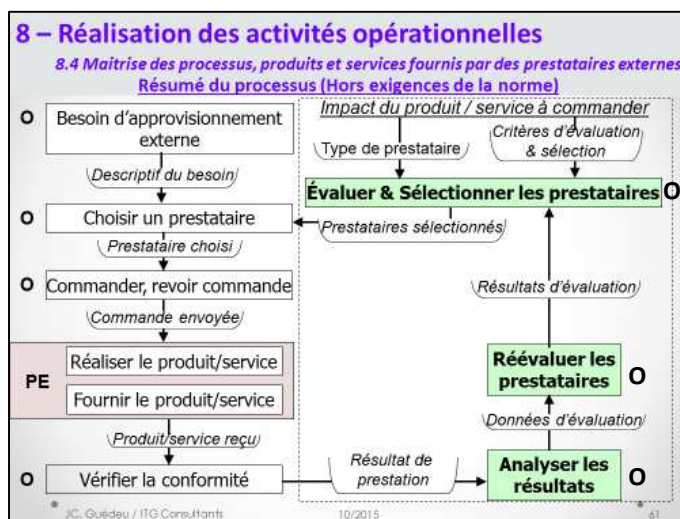 8 – Réalisation des activités opérationnelles
8.4 Maitrise des processus, produits et services fournis par des prestataires externes
Résumé du processus (Hors exigences de la norme)
O
Besoin d'approvisionnement
externe
Descriptif du besoin
O
Choisir un prestataire
Prestataire choisi
O
Commander, revoir commande
Commande envoyée
PE
Réaliser le produit/service
Fournir le produit/service
Produit/service reçu
O
Vérifier la conformité
Impact du produit / service à commander
Type de prestataire
Critères d'évaluation
& sélection
Évaluer & Sélectionner les prestataires
O
Prestataires sélectionnés
Résultats d'évaluation
Réévaluer les
prestataires
O
Données d'évaluation
Résultat de
prestation
Analyser les
résultats
O
JC. Guédeu / ITG Consultants
10/2015
61